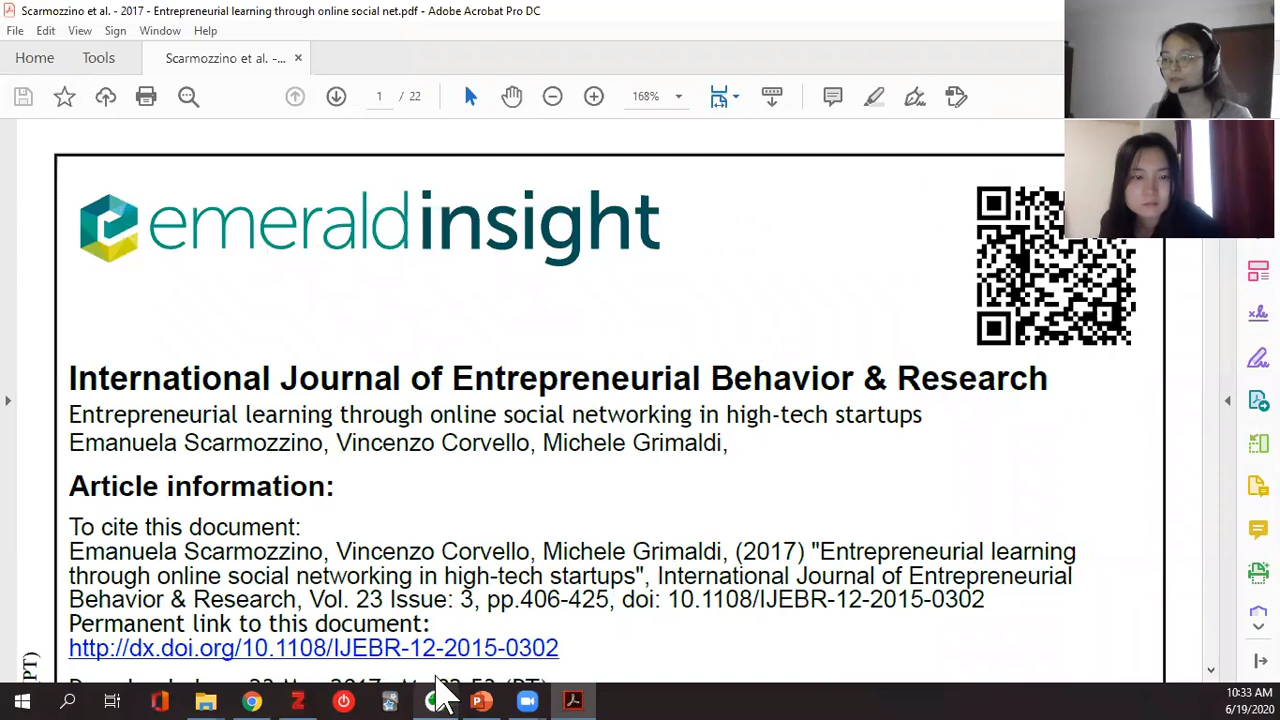 Scarmozzino et al. - 2017 - Entrepreneurial learning through online social net.pdf - Adobe Acrobat Pro DC
File Edit View Sign Window Help
Home Tools Scarmozzino et al. -...
1 / 22 168%
emeraldinsight
International Journal of Entrepreneurial Behavior & Research
Entrepreneurial learning through online social networking in high-tech startups
Emanuela Scarmozzino, Vincenzo Corvello, Michele Grimaldi,
Article information:
To cite this document:
Emanuela Scarmozzino, Vincenzo Corvello, Michele Grimaldi, (2017) "Entrepreneurial learning
through online social networking in high-tech startups", International Journal of Entrepreneurial
Behavior & Research, Vol. 23 Issue: 3, pp.406-425, doi: 10.1108/IJEBR-12-2015-0302
Permanent link to this document:
http://dx.doi.org/10.1108/IJEBR-12-2015-0302
PT)
10:33 AM
6/19/2020